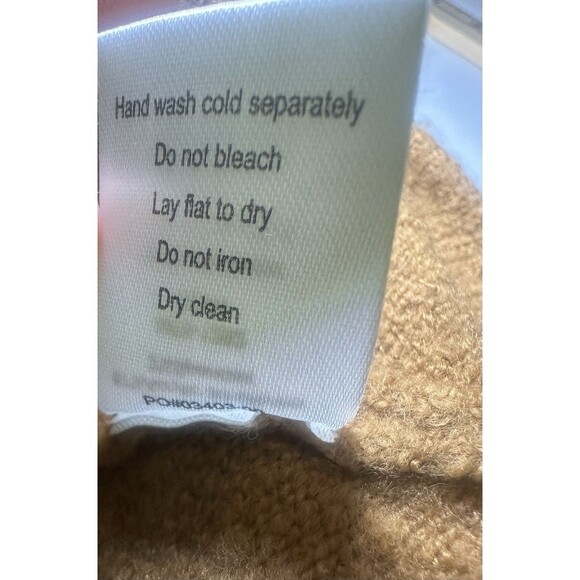 Hand wash cold separately
Do not bleach
Lay flat to dry
Do not iron
Dry clean